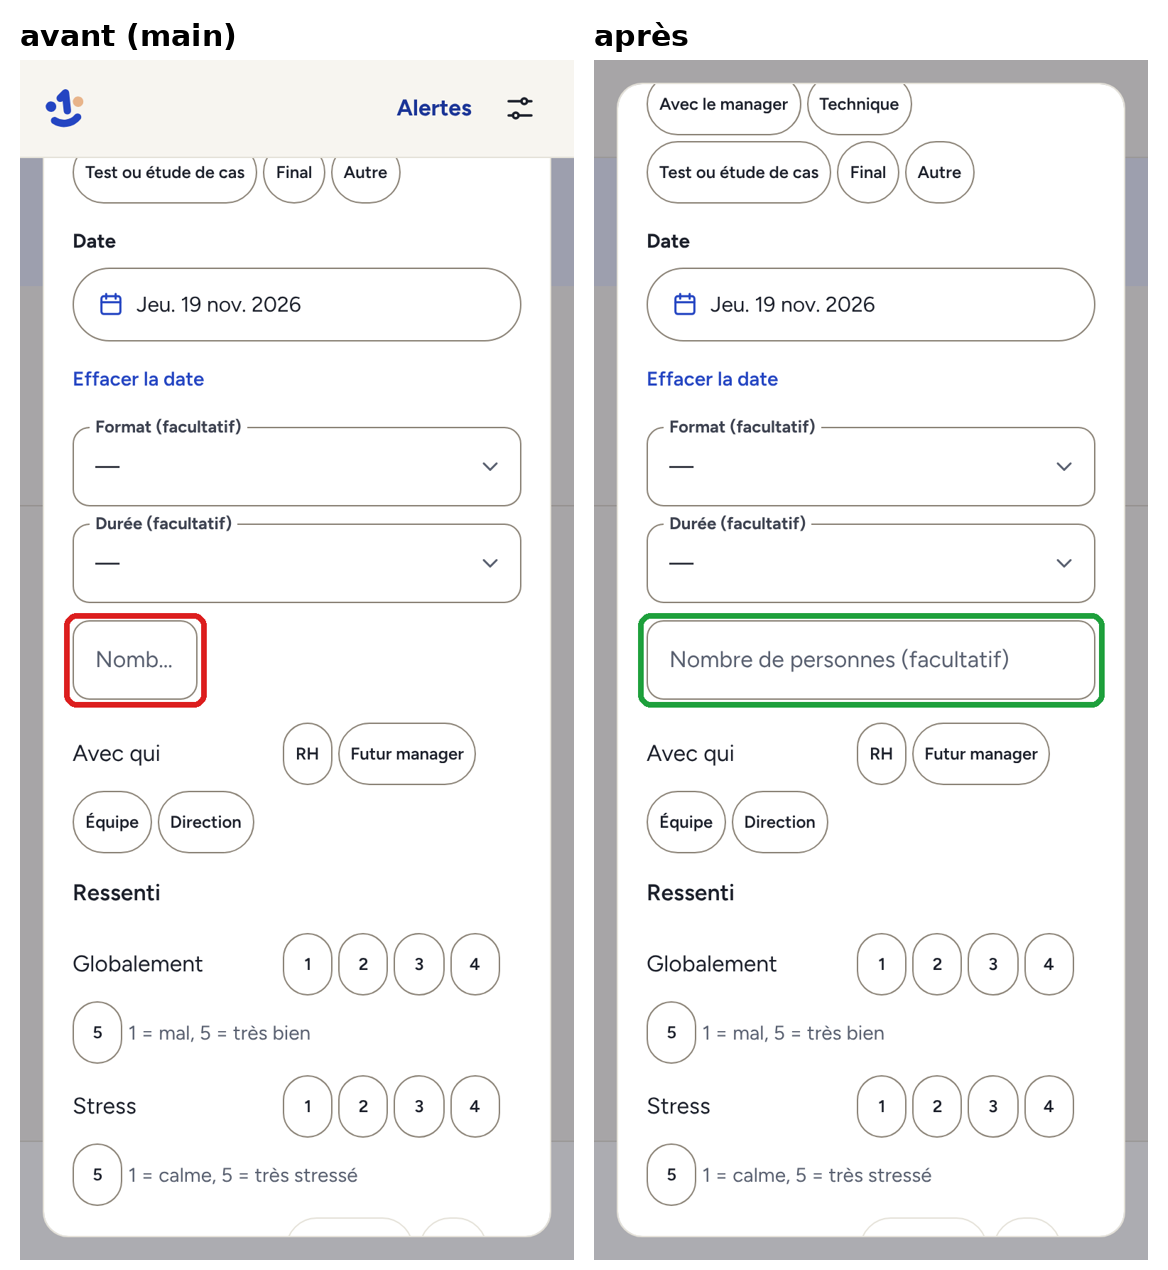 avant (main)
Alertes
Test ou étude de cas
Final
Autre
Date
Jeu. 19 nov. 2026
Effacer la date
Format (facultatif)
—
Durée (facultatif)
—
Nomb...
Avec qui
RH
Futur manager
Équipe
Direction
Ressenti
Globalement
1
2
3
4
5
1 = mal, 5 = très bien
Stress
1
2
3
4
5
1 = calme, 5 = très stressé
après
Avec le manager
Technique
Test ou étude de cas
Final
Autre
Date
Jeu. 19 nov. 2026
Effacer la date
Format (facultatif)
—
Durée (facultatif)
—
Nombre de personnes (facultatif)
Avec qui
RH
Futur manager
Équipe
Direction
Ressenti
Globalement
1
2
3
4
5
1 = mal, 5 = très bien
Stress
1
2
3
4
5
1 = calme, 5 = très stressé